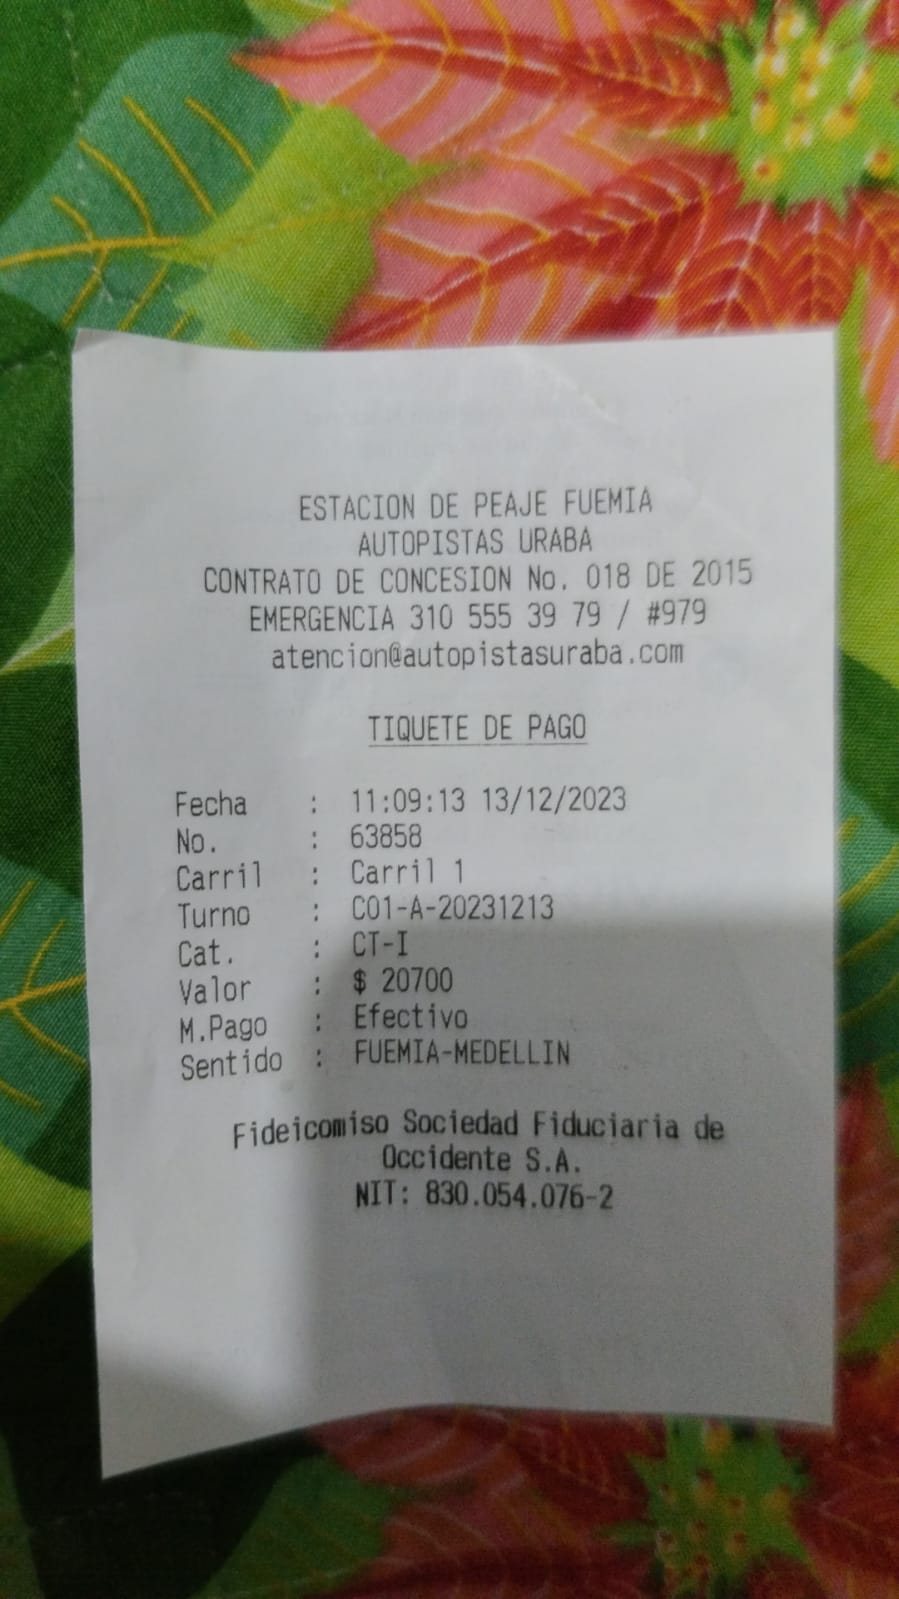 ESTACION DE PEAJE FUEMIA
AUTOPISTAS URABA
CONTRATO DE CONCESION No. 018 DE 2015
EMERGENCIA 310 555 39 79 / #979
atencion@autopistasuraba.com
TIQUETE DE PAGO
Fecha : 11:09:13 13/12/2023
No. : 63858
Carril : Carril 1
Turno : C01-A-20231213
Cat. : CT-I
Valor : $ 20700
M.Pago : Efectivo
Sentido : FUEMIA-MEDELLIN
Fideicomiso Sociedad Fiduciaria de
Occidente S.A.
NIT: 830.054.076-2